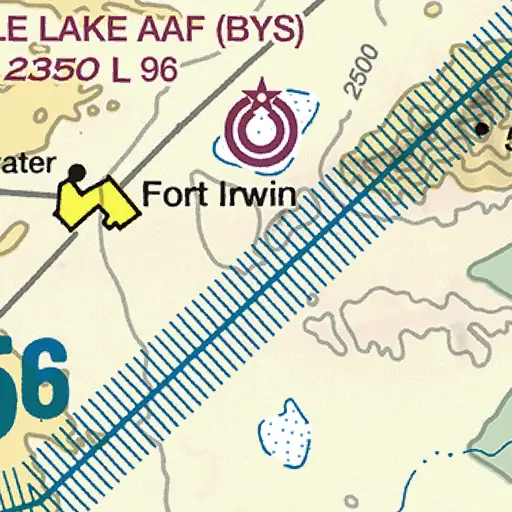 LE LAKE AAF (BYS)
2350 L 96
2500
ater
Fort Irwin
56